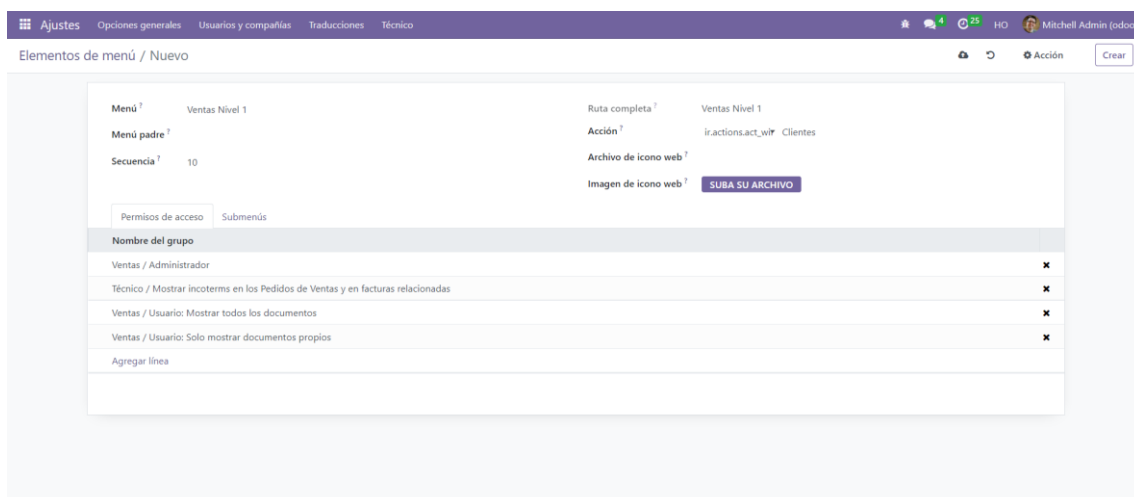 Ajustes Opciones generales Usuarios y compañías Traducciones Técnico 4 25 HO Mitchell Admin (odoo
Elementos de menú / Nuevo Acción Crear
Menú ? Ventas Nivel 1 Ruta completa ? Ventas Nivel 1
Menú padre ? Acción ? ir.actions.act_wi Clientes
Secuencia ? 10 Archivo de icono web ?
Imagen de icono web ? SUBA SU ARCHIVO
Permisos de acceso Submenús
Nombre del grupo
Ventas / Administrador
Técnico / Mostrar incoterms en los Pedidos de Ventas y en facturas relacionadas
Ventas / Usuario: Mostrar todos los documentos
Ventas / Usuario: Solo mostrar documentos propios
Agregar línea